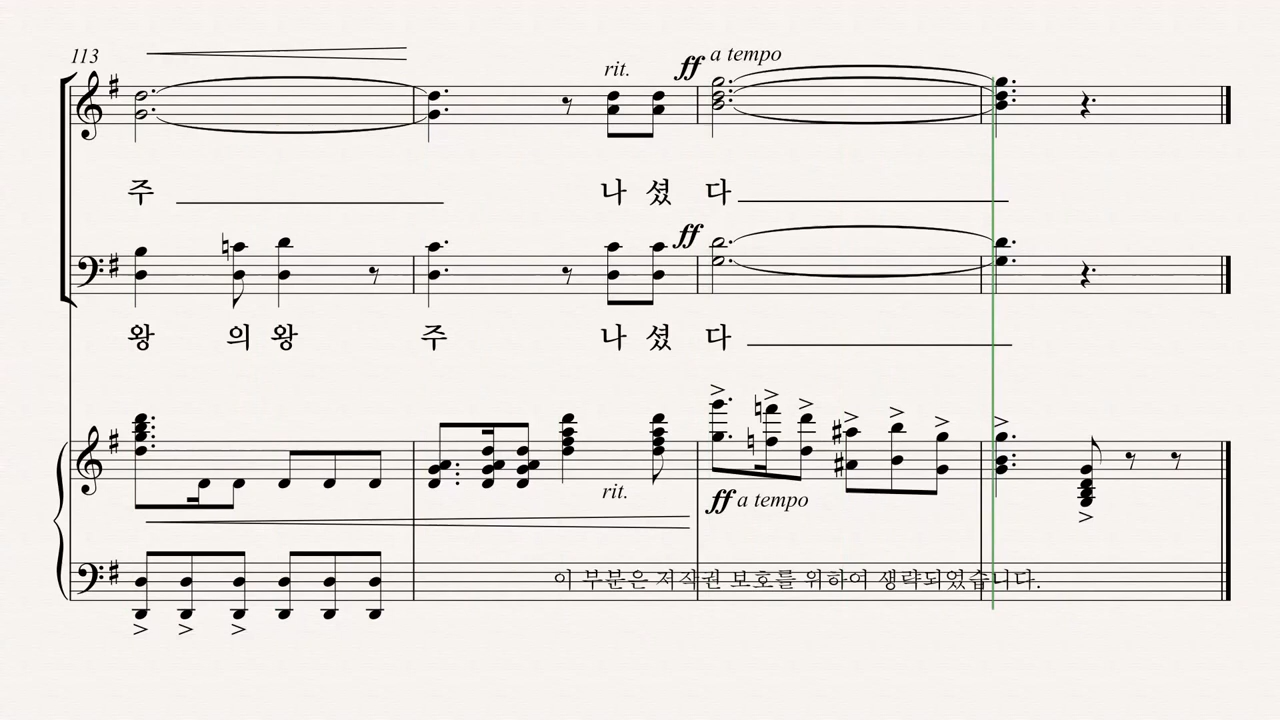 113
rit.
ff a tempo
주 나 셨 다
ff
왕 의 왕 주 나 셨 다
rit.
ff a tempo
이 부분은 저작권 보호를 위하여 생략되었습니다.